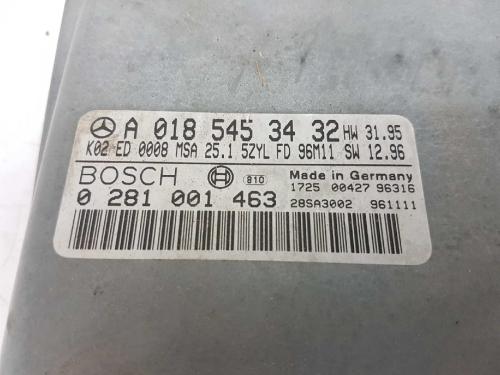 A 018 545 34 32 HW 31.95
K02 ED 0008 MSA 25.1 5ZYL FD 96M11 SW 12.96
BOSCH 810 Made in Germany
1725 00427 96316
0 281 001 463 28SA3002 961111